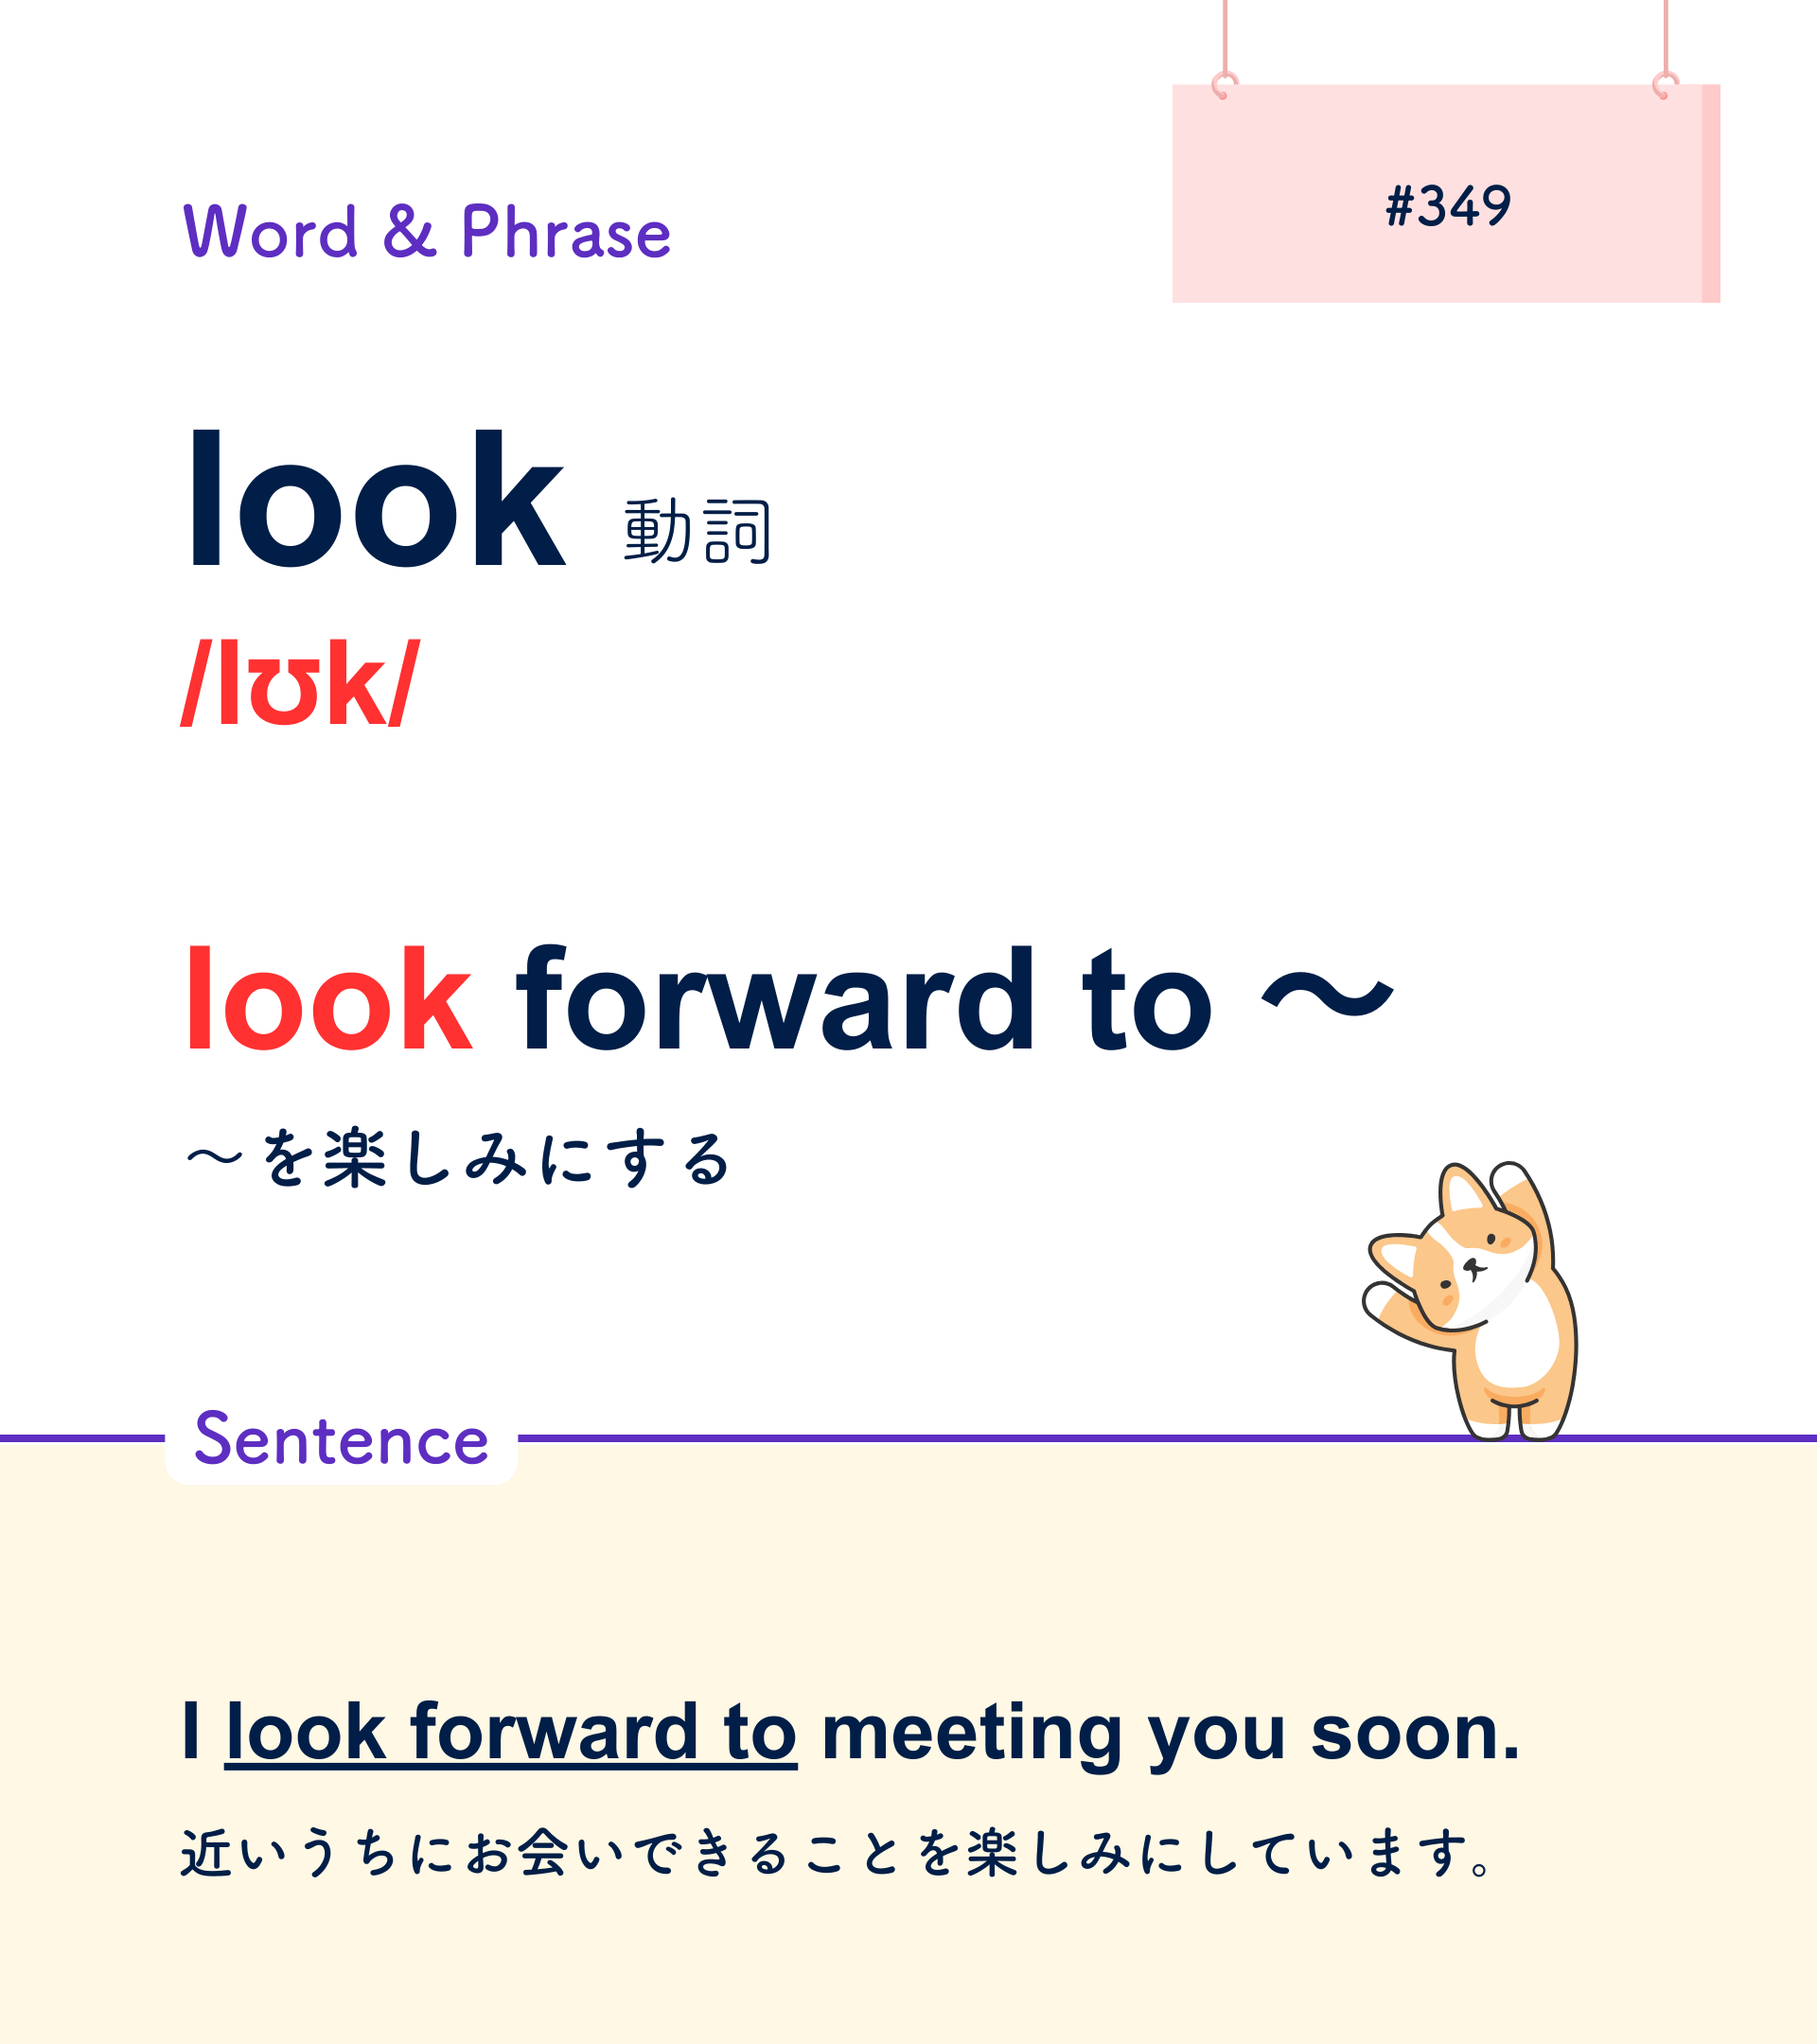 #349
Word & Phrase
look 動詞
/lʊk/
look forward to ～
～ を楽しみにする
Sentence
I look forward to meeting you soon.
近いうちにお会いできることを楽しみにしています。